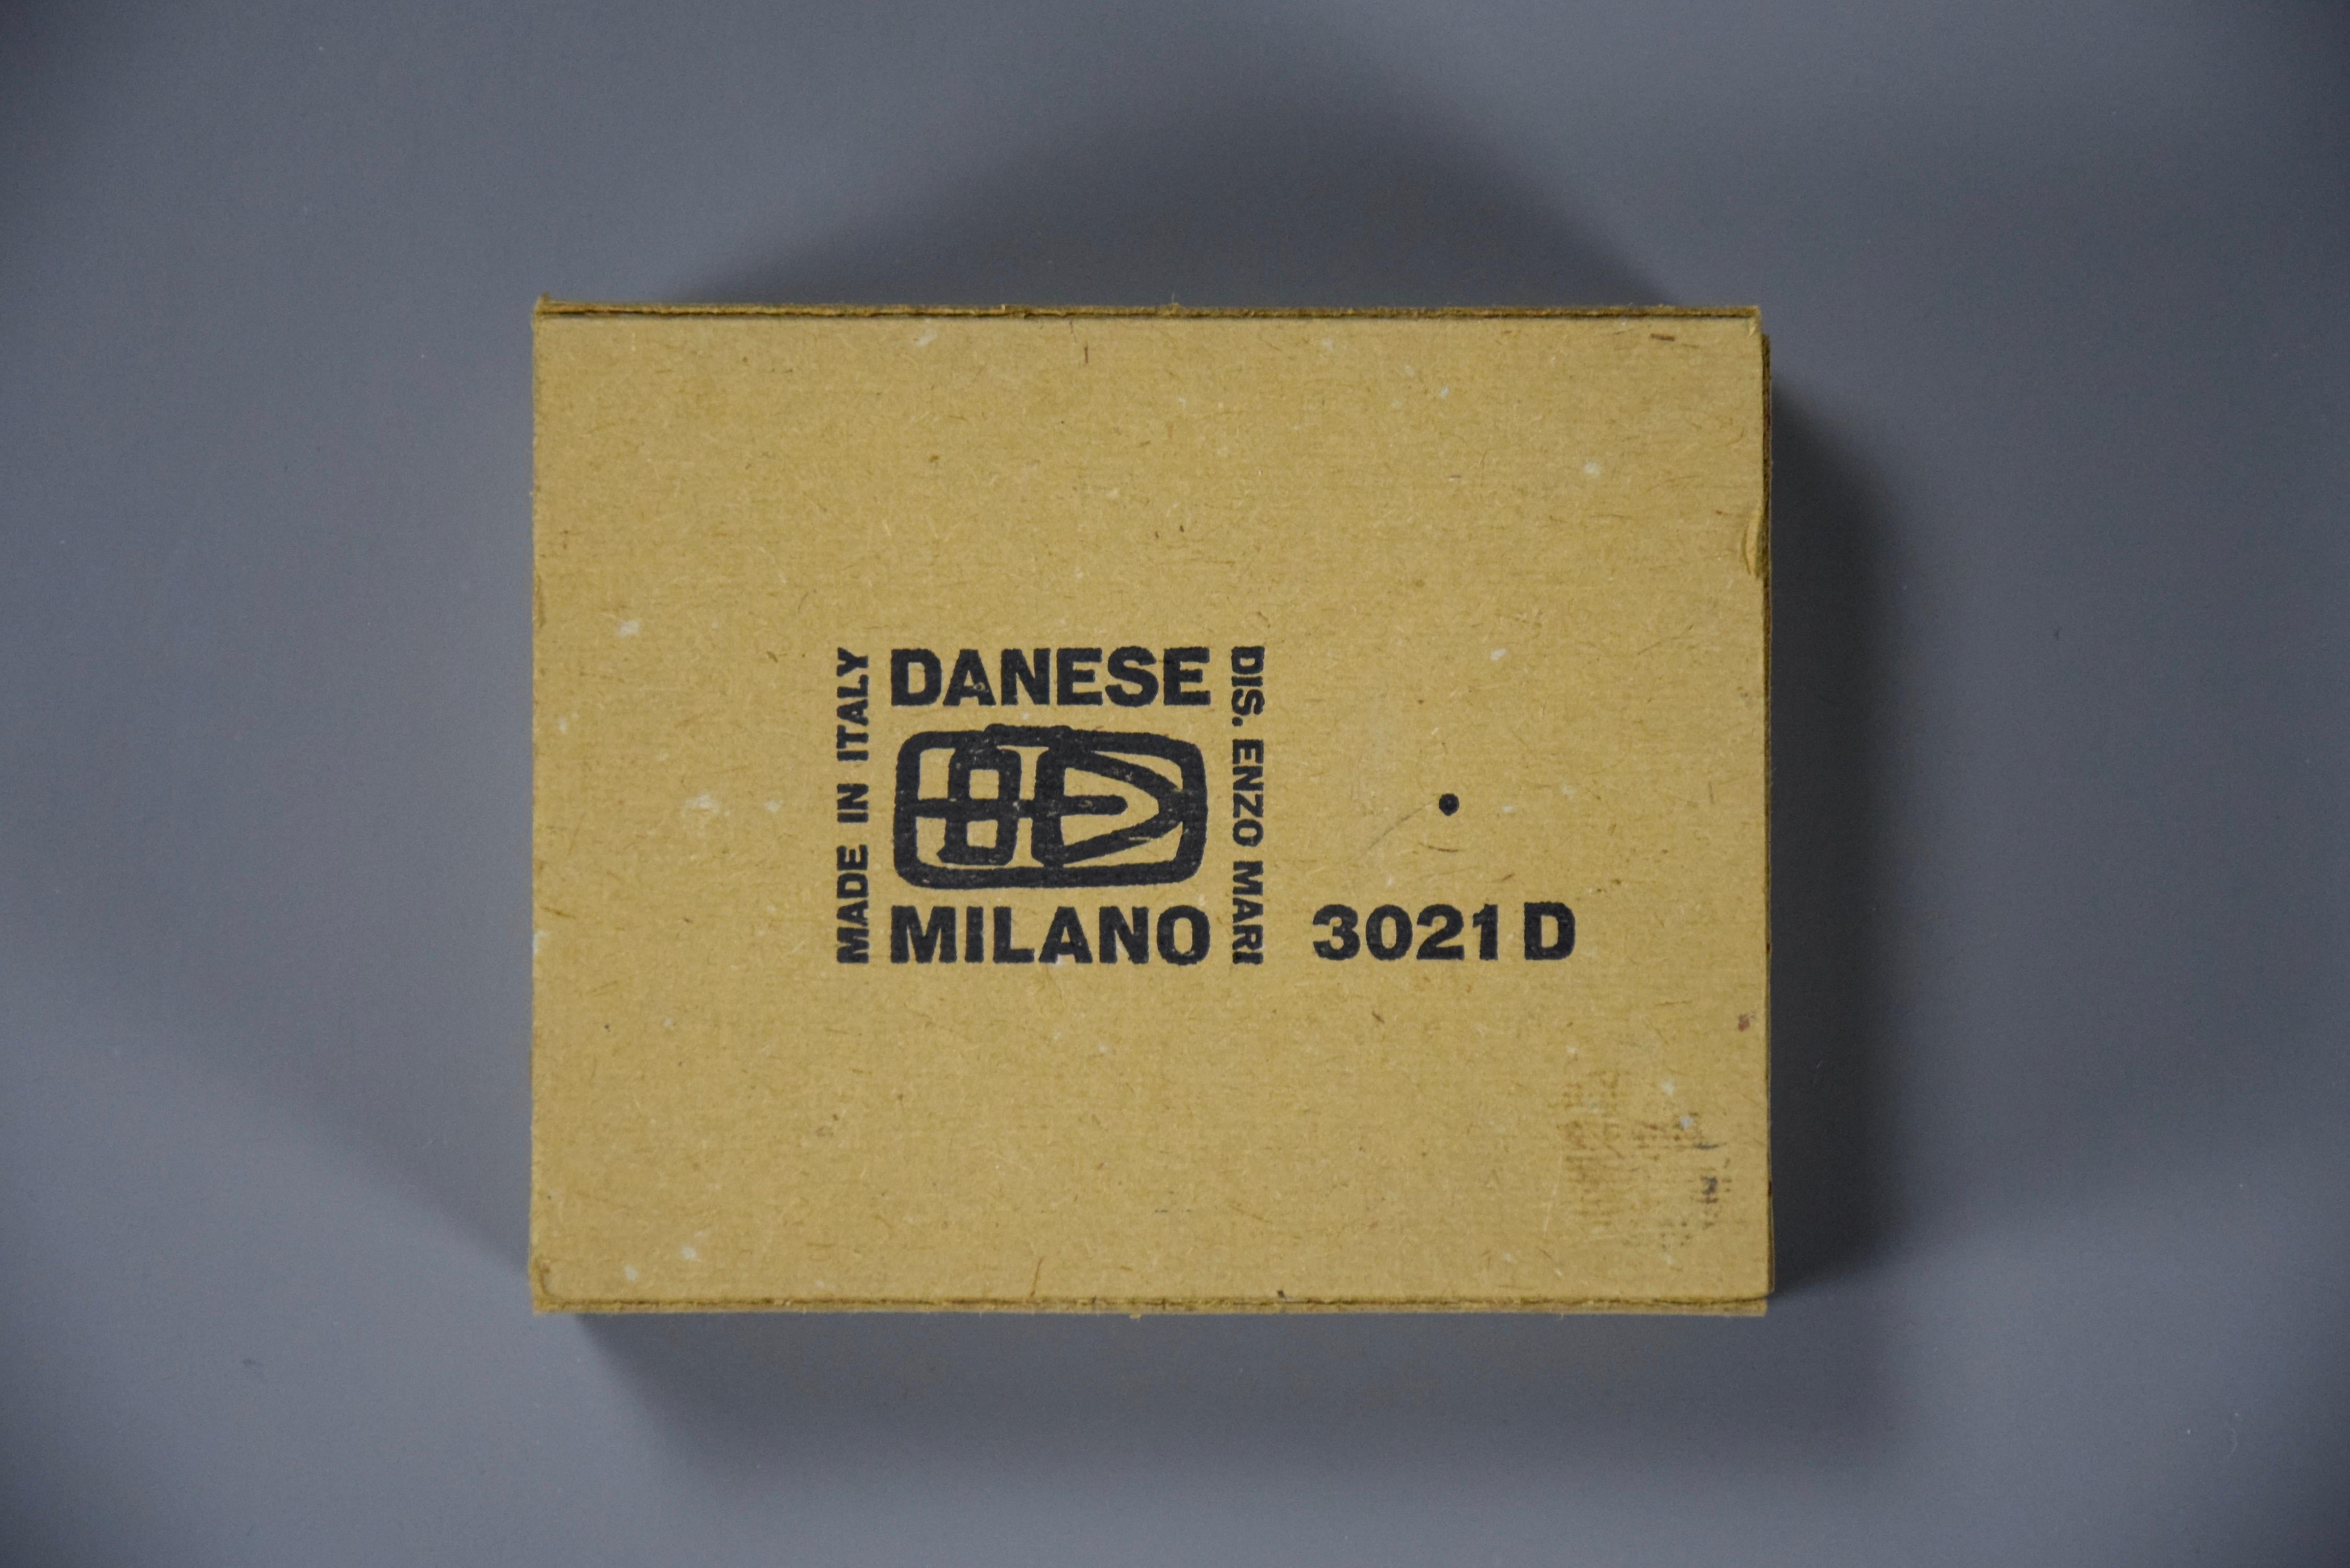 MADE IN ITALY
DANESE
MILANO
DIS. ENZO MARI
3021 D